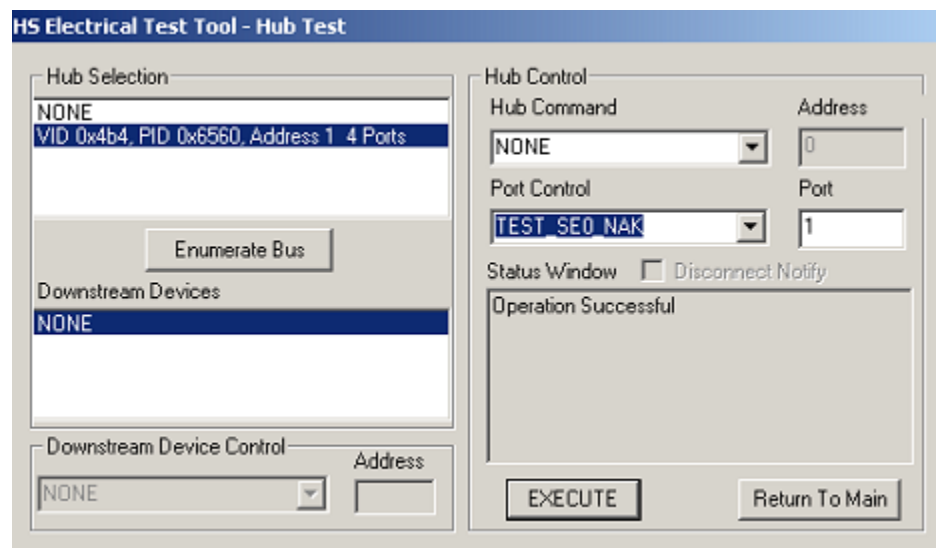 HS Electrical Test Tool - Hub Test
Hub Selection
NONE
VID 0x4b4, PID 0x6560, Address 1 4 Ports
Enumerate Bus
Downstream Devices
NONE
Downstream Device Control
Address
NONE
Hub Control
Hub Command Address
NONE 0
Port Control Port
TEST_SE0_NAK 1
Status Window Disconnect Notify
Operation Successful
EXECUTE Return To Main